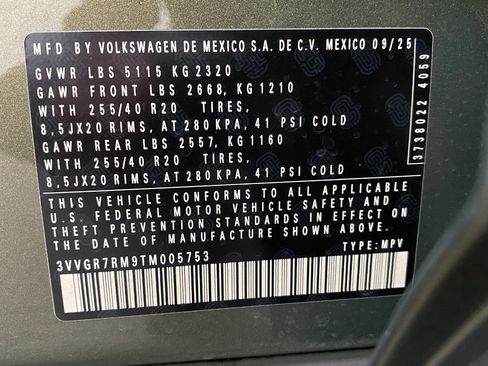 MFD BY VOLKSWAGEN DE MEXICO S.A. DE C.V. MEXICO 09/25
GVWR LBS 5115 KG 2320
GAWR FRONT LBS 2668, KG 1210
WITH 255/40 R20 TIRES,
8,5JX20 RIMS, AT 280 KPA, 41 PSI COLD
GAWR REAR LBS 2557, KG 1160
WITH 255/40 R20 TIRES,
8,5JX20 RIMS, AT 280 KPA, 41 PSI COLD
THIS VEHICLE CONFORMS TO ALL APPLICABLE
U.S. FEDERAL MOTOR VEHICLE SAFETY AND
THEFT PREVENTION STANDARDS IN EFFECT ON
THE DATE OF MANUFACTURE SHOWN ABOVE.
3VVGR7RM9TM005753 TYPE: MPV
3738022 4059